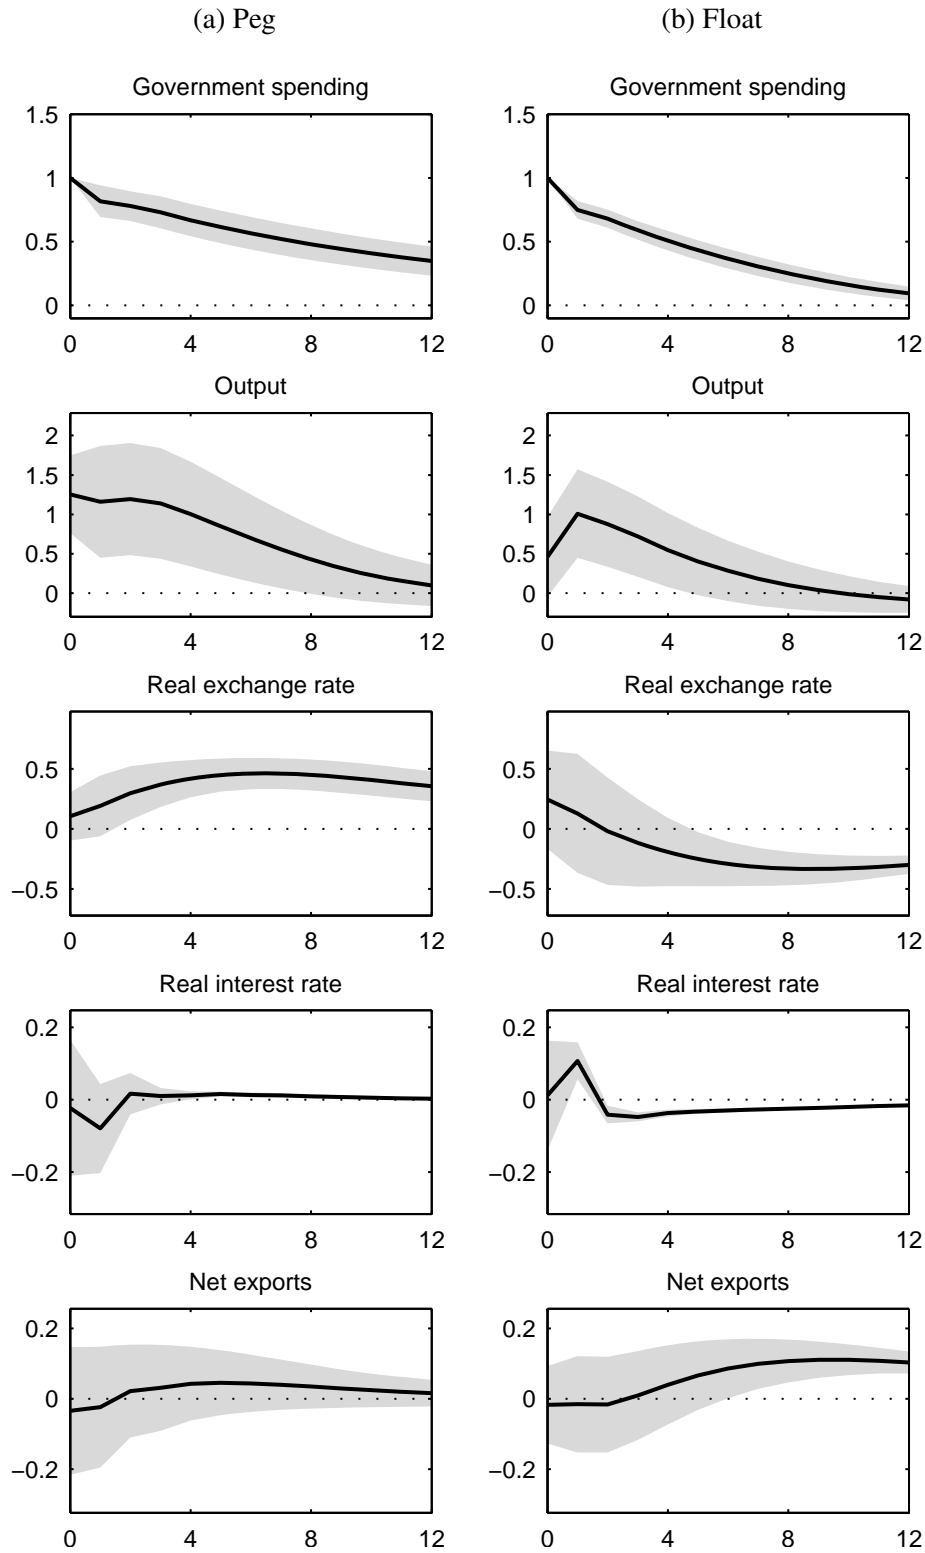 (a) Peg
(b) Float
Government spending
Government spending
1.5
1
0.5
0
0 4 8 12
1.5
1
0.5
0
0 4 8 12
Output
Output
2
1.5
1
0.5
0
0 4 8 12
2
1.5
1
0.5
0
0 4 8 12
Real exchange rate
Real exchange rate
0.5
0
−0.5
0 4 8 12
0.5
0
−0.5
0 4 8 12
Real interest rate
Real interest rate
0.2
0
−0.2
0 4 8 12
0.2
0
−0.2
0 4 8 12
Net exports
Net exports
0.2
0
−0.2
0 4 8 12
0.2
0
−0.2
0 4 8 12